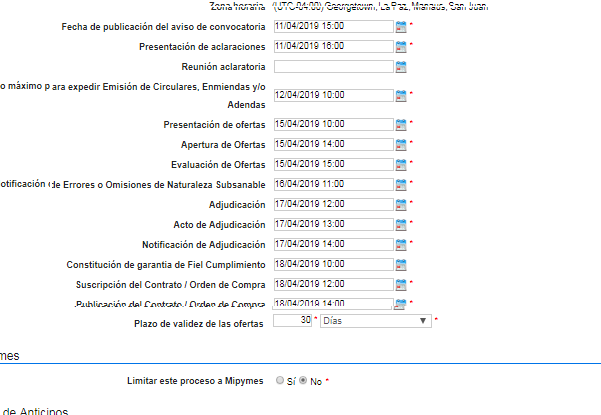 Zona horaria (UTC-04:00) Georgetown, La Paz, Manaus, San Juan
Fecha de publicación del aviso de convocatoria 11/04/2019 15:00 *
Presentación de aclaraciones 11/04/2019 16:00 *
Reunión aclaratoria
o máximo para expedir Emisión de Circulares, Enmiendas y/o
Adendas 12/04/2019 10:00 *
Presentación de ofertas 15/04/2019 10:00 *
Apertura de Ofertas 15/04/2019 14:00 *
Evaluación de Ofertas 15/04/2019 15:00 *
otificación de Errores o Omisiones de Naturaleza Subsanable 16/04/2019 11:00 *
Adjudicación 17/04/2019 12:00 *
Acto de Adjudicación 17/04/2019 13:00 *
Notificación de Adjudicación 17/04/2019 14:00 *
Constitución de garantía de Fiel Cumplimiento 18/04/2019 10:00
Suscripción del Contrato / Orden de Compra 18/04/2019 12:00 *
Publicación del Contrato / Orden de Compra 18/04/2019 14:00 *
Plazo de validez de las ofertas 30 * Días *
mes
Limitar este proceso a Mipymes Sí No *
de Anticipos